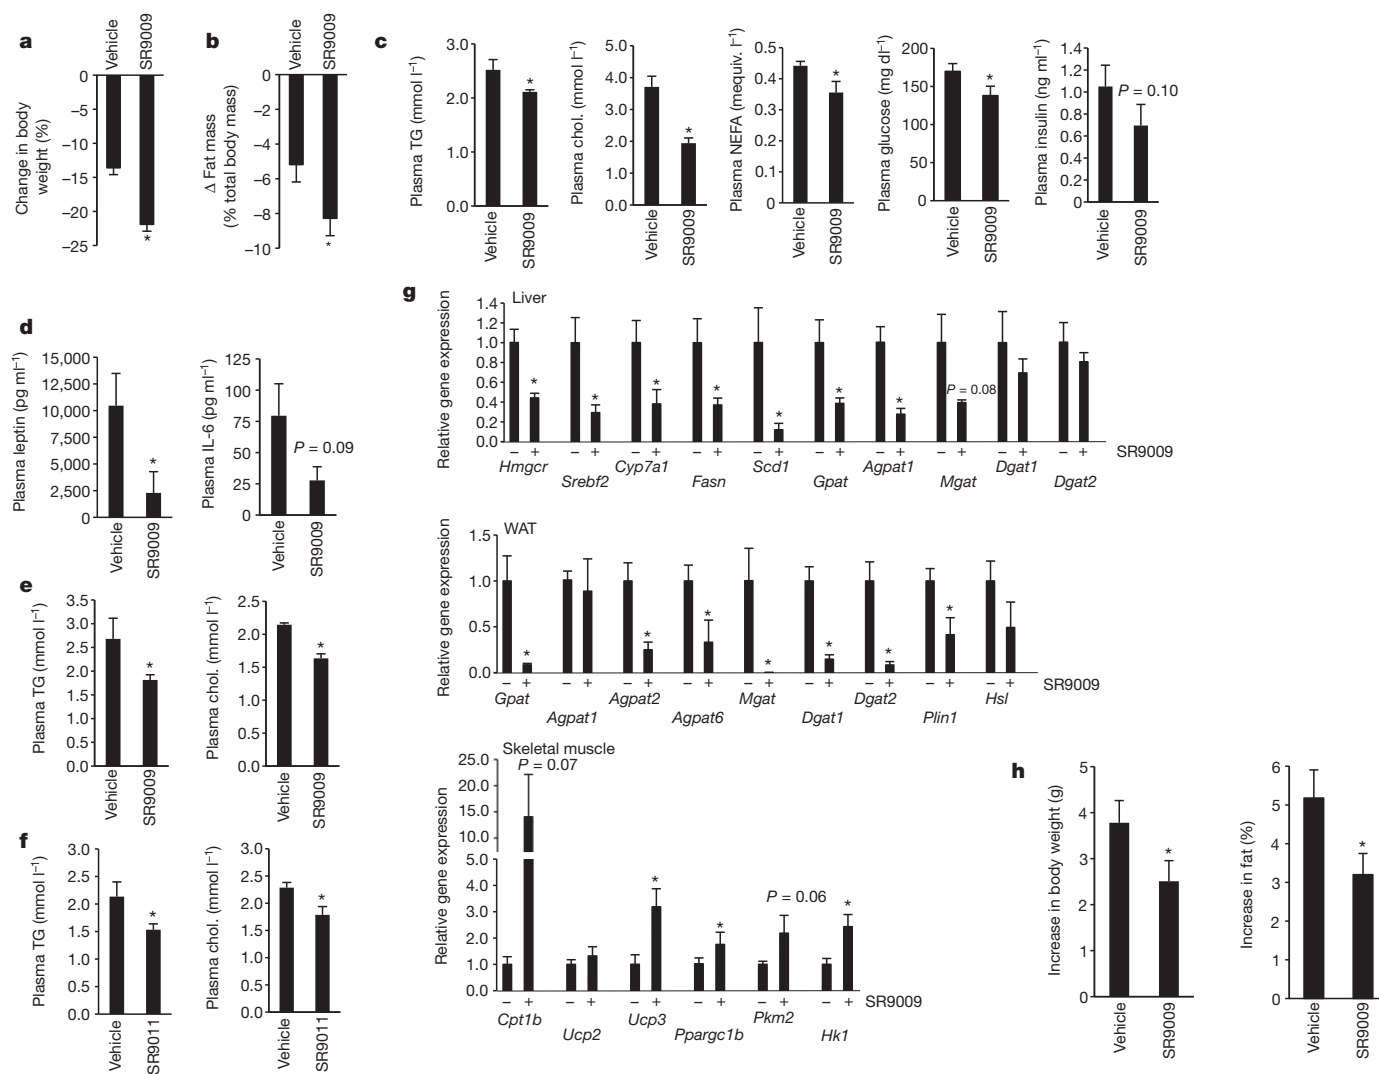 a
Vehicle
SR9009
0
−5
−10
−15
−20
−25
Change in body
weight (%)
*
b
Vehicle
SR9009
0
−2
−4
−6
−8
−10
Δ Fat mass
(% total body mass)
*
c
Plasma TG (mmol l⁻¹)
3.0
2.0
1.0
0.0
*
Vehicle
SR9009
Plasma chol. (mmol l⁻¹)
5.0
4.0
3.0
2.0
1.0
0.0
*
Vehicle
SR9009
Plasma NEFA (mequiv. l⁻¹)
0.5
0.4
0.3
0.2
0.1
0
*
Vehicle
SR9009
Plasma glucose (mg dl⁻¹)
200
150
100
50
0
*
Vehicle
SR9009
Plasma insulin (ng ml⁻¹)
1.4
1.2
1.0
0.8
0.6
0.4
0.2
0
P = 0.10
Vehicle
SR9009
d
Plasma leptin (pg ml⁻¹)
15,000
12,500
10,000
7,500
5,000
2,500
0
*
Vehicle
SR9009
Plasma IL-6 (pg ml⁻¹)
125
100
75
50
25
0
P = 0.09
Vehicle
SR9009
e
Plasma TG (mmol l⁻¹)
3.5
3.0
2.5
2.0
1.5
1.0
0.5
0.0
*
Vehicle
SR9009
Plasma chol. (mmol l⁻¹)
2.5
2.0
1.5
1.0
0.5
0.0
*
Vehicle
SR9009
f
Plasma TG (mmol l⁻¹)
3.0
2.5
2.0
1.5
1.0
0.5
0.0
*
Vehicle
SR9011
Plasma chol. (mmol l⁻¹)
3.0
2.5
2.0
1.5
1.0
0.5
0.0
*
Vehicle
SR9011
g
Liver
Relative gene expression
1.4
1.2
1.0
0.8
0.6
0.4
0.2
0.0
* * * * * * * P = 0.08
− + − + − + − + − + − + − + − + − + − + SR9009
Hmgcr Srebf2 Cyp7a1 Fasn Scd1 Gpat Agpat1 Mgat Dgat1 Dgat2
WAT
Relative gene expression
1.5
1.0
0.5
0.0
* * * * * * *
− + − + − + − + − + − + − + − + − + SR9009
Gpat Agpat1 Agpat2 Agpat6 Mgat Dgat1 Dgat2 Plin1 Hsl
Skeletal muscle
Relative gene expression
25.0
20.0
15.0
10.0
5.0
4.0
3.0
2.0
1.0
0.0
P = 0.07
*
*
P = 0.06
*
− + − + − + − + − + − + SR9009
Cpt1b Ucp2 Ucp3 Ppargc1b Pkm2 Hk1
h
Increase in body weight (g)
5
4
3
2
1
0
*
Vehicle
SR9009
Increase in fat (%)
6
5
4
3
2
1
0
*
Vehicle
SR9009